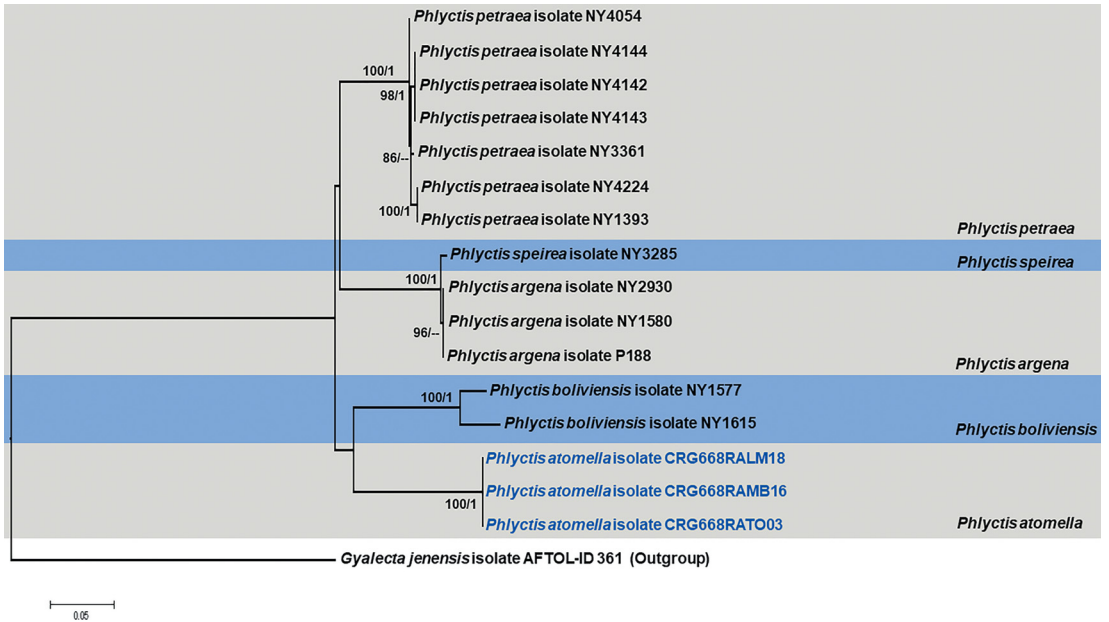 Phlyctis petraea isolate NY4054
Phlyctis petraea isolate NY4144
100/1
Phlyctis petraea isolate NY4142
98/1
Phlyctis petraea isolate NY4143
Phlyctis petraea isolate NY3361
86/--
Phlyctis petraea isolate NY4224
100/1
Phlyctis petraea isolate NY1393
Phlyctis petraea
Phlyctis speirea isolate NY3285
Phlyctis speirea
100/1
Phlyctis argena isolate NY2930
Phlyctis argena isolate NY1580
96/--
Phlyctis argena isolate P188
Phlyctis argena
Phlyctis boliviensis isolate NY1577
100/1
Phlyctis boliviensis isolate NY1615
Phlyctis boliviensis
Phlyctis atomella isolate CRG668RALM18
Phlyctis atomella isolate CRG668RAMB16
100/1
Phlyctis atomella isolate CRG668RATO03
Phlyctis atomella
Gyalecta jenensis isolate AFTOL-ID 361 (Outgroup)
0.05